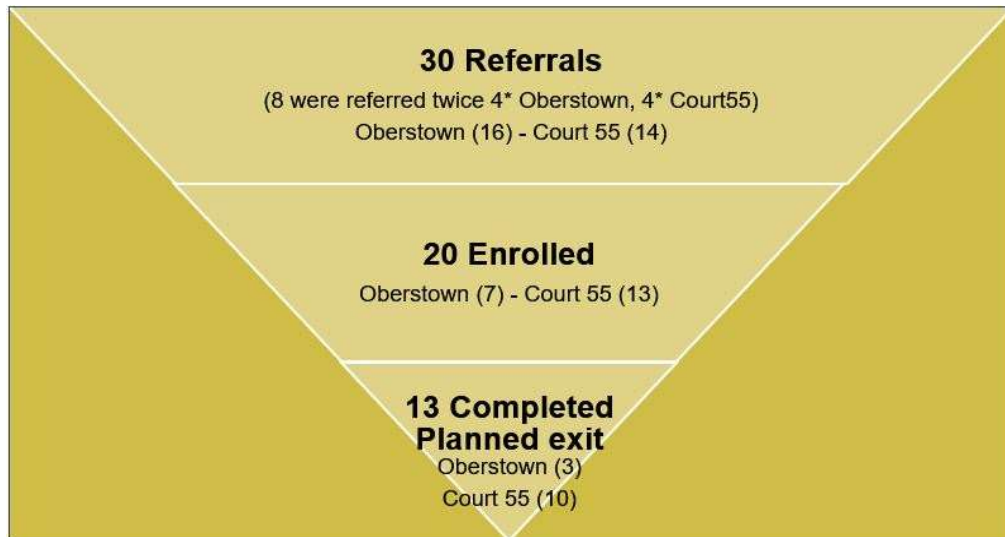 30 Referrals
(8 were referred twice 4* Oberstown, 4* Court55)
Oberstown (16) - Court 55 (14)
20 Enrolled
Oberstown (7) - Court 55 (13)
13 Completed
Planned exit
Oberstown (3)
Court 55 (10)